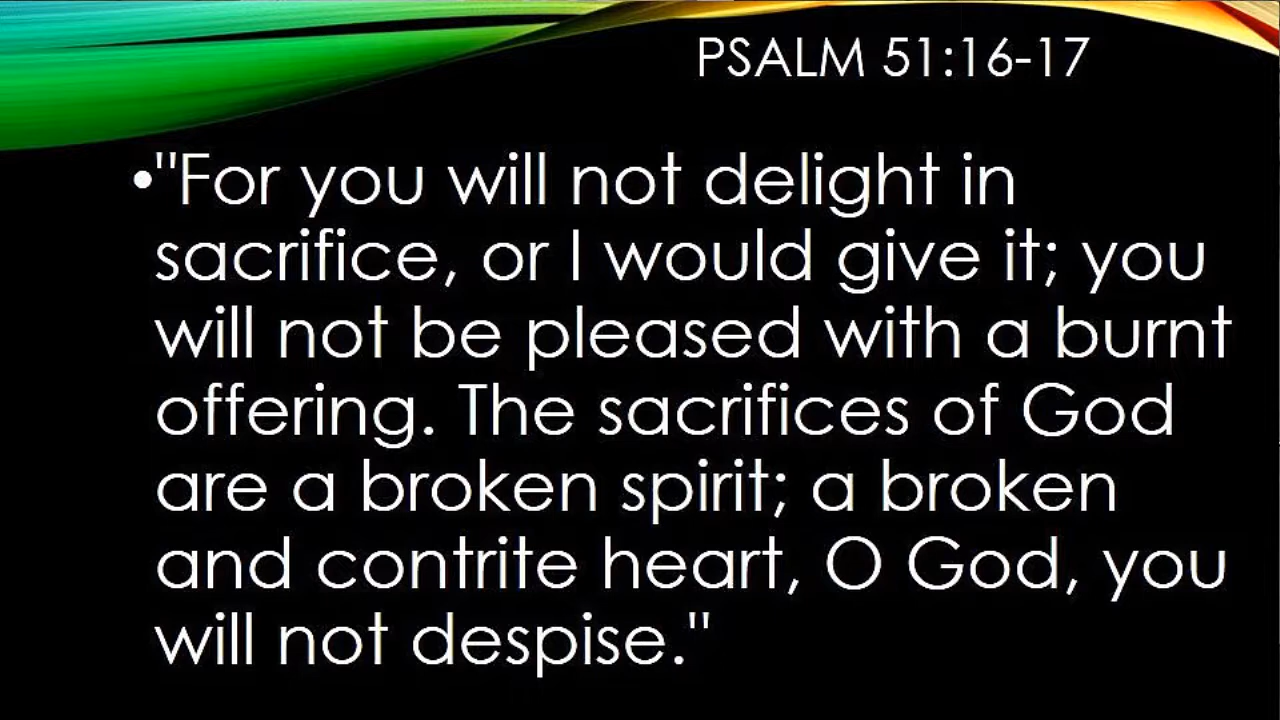 PSALM 51:16-17
•"For you will not delight in
sacrifice, or I would give it; you
will not be pleased with a burnt
offering. The sacrifices of God
are a broken spirit; a broken
and contrite heart, O God, you
will not despise."